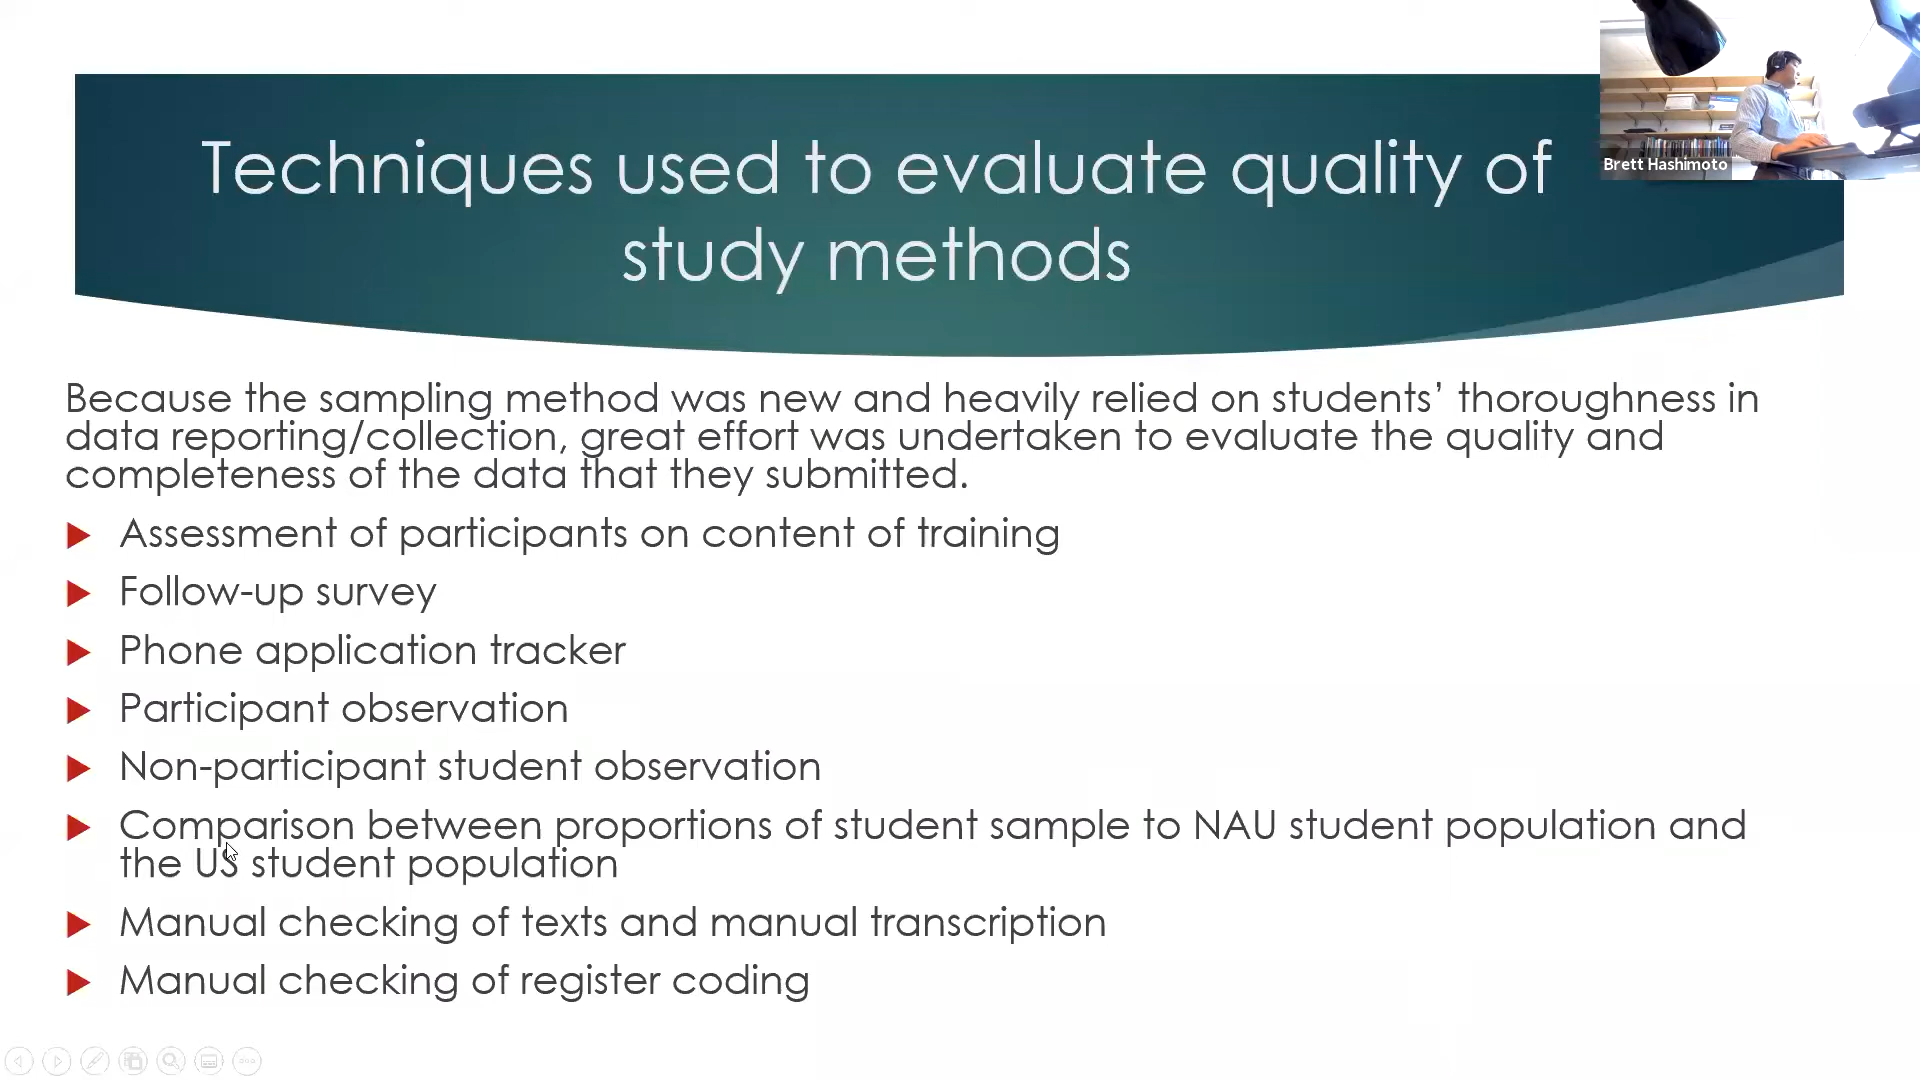 Techniques used to evaluate quality of
study methods
Brett Hashimoto
Because the sampling method was new and heavily relied on students’ thoroughness in
data reporting/collection, great effort was undertaken to evaluate the quality and
completeness of the data that they submitted.
Assessment of participants on content of training
Follow-up survey
Phone application tracker
Participant observation
Non-participant student observation
Comparison between proportions of student sample to NAU student population and
the US student population
Manual checking of texts and manual transcription
Manual checking of register coding